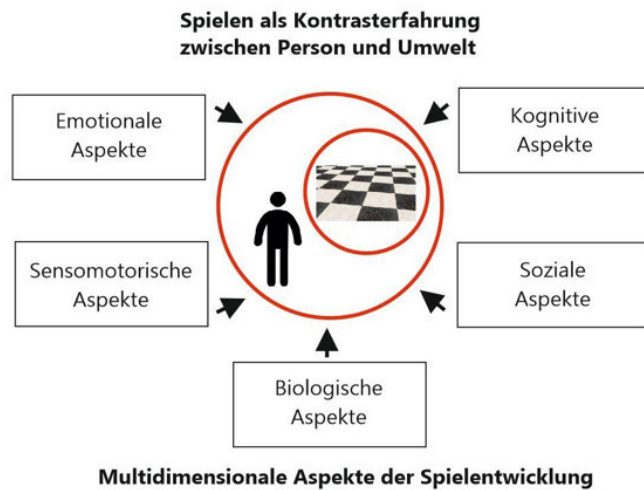 Spielen als Kontrasterfahrung
zwischen Person und Umwelt
Emotionale
Aspekte
Kognitive
Aspekte
Sensomotorische
Aspekte
Soziale
Aspekte
Biologische
Aspekte
Multidimensionale Aspekte der Spielentwicklung